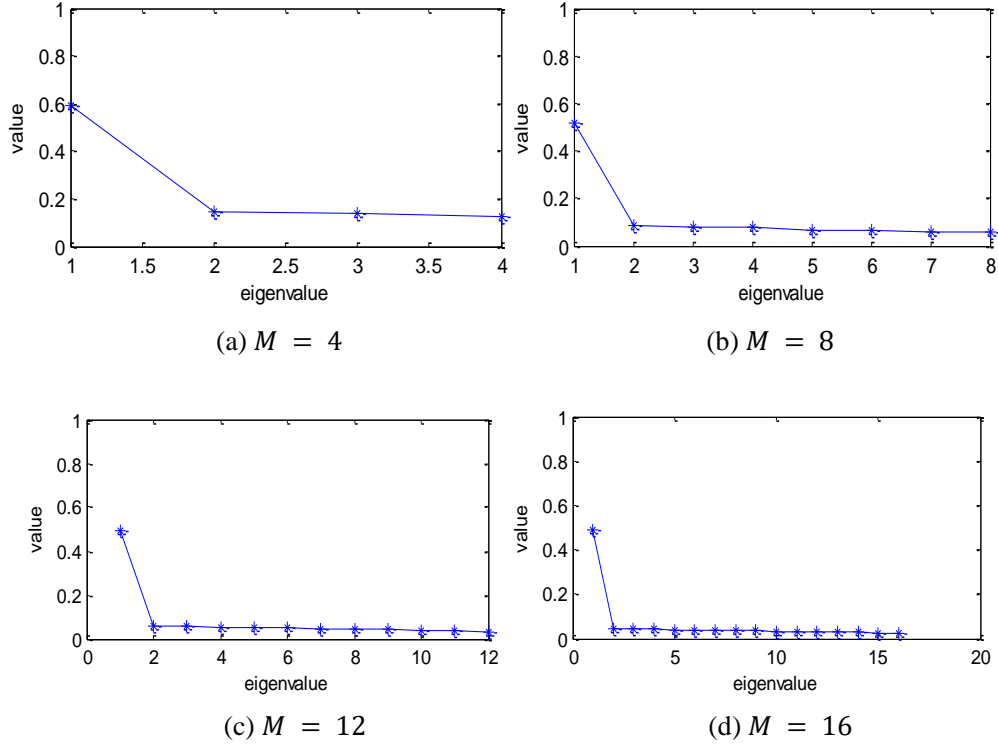 1
0.8
0.6
0.4
0.2
0
value
1 1.5 2 2.5 3 3.5 4
eigenvalue
(a) M = 4
1
0.8
0.6
0.4
0.2
0
value
1 2 3 4 5 6 7 8
eigenvalue
(b) M = 8
1
0.8
0.6
0.4
0.2
0
value
0 2 4 6 8 10 12
eigenvalue
(c) M = 12
1
0.8
0.6
0.4
0.2
0
value
0 5 10 15 20
eigenvalue
(d) M = 16